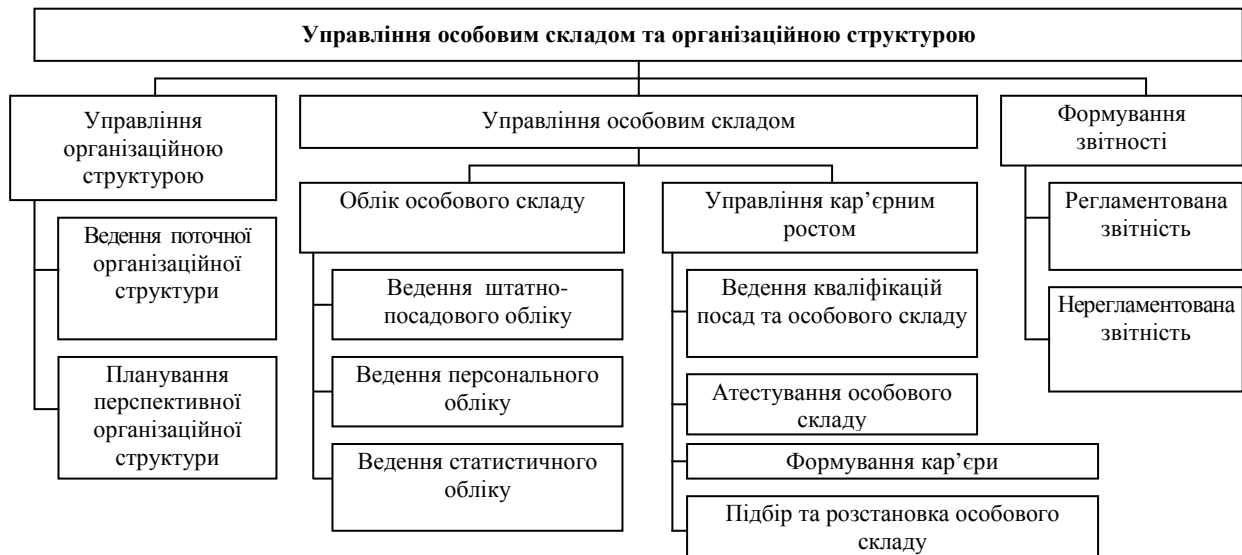 Управління особовим складом та організаційною структурою
Управління
організаційною
структурою
Управління особовим складом
Формування
звітності
Облік особового складу
Управління кар’єрним
ростом
Регламентована
звітність
Ведення поточної
організаційної
структури
Ведення штатно-
посадового обліку
Ведення кваліфікацій
посад та особового складу
Нерегламентована
звітність
Планування
перспективної
організаційної
структури
Ведення персонального
обліку
Атестування особового
складу
Ведення статистичного
обліку
Формування кар’єри
Підбір та розстановка особового
складу